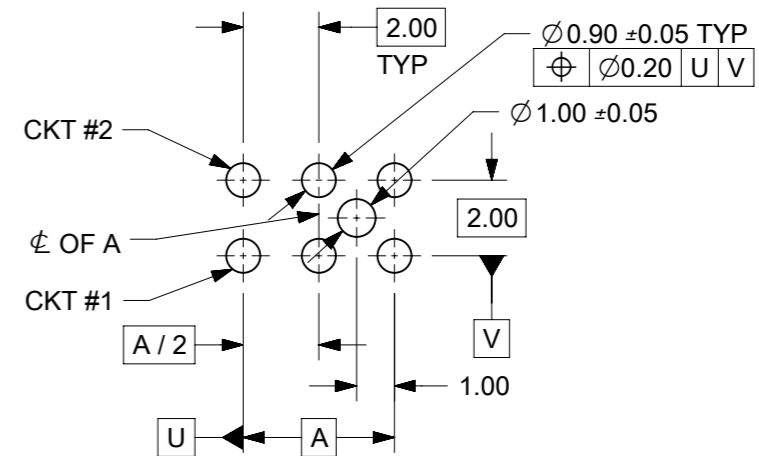 2.00
TYP
∅0.90 ±0.05 TYP
⌖ ∅0.20 U V
∅1.00 ±0.05
CKT #2
2.00
℄ OF A
CKT #1
A / 2
V
1.00
U
A